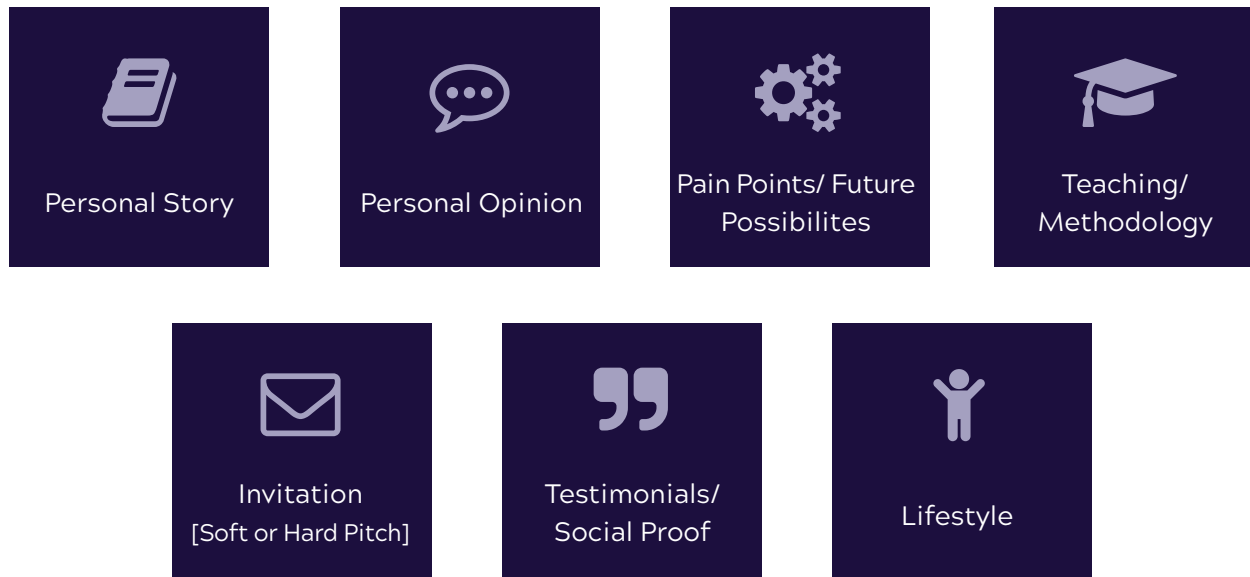 Personal Story
Personal Opinion
Pain Points/ Future
Possibilites
Teaching/
Methodology
Invitation
[Soft or Hard Pitch]
Testimonials/
Social Proof
Lifestyle